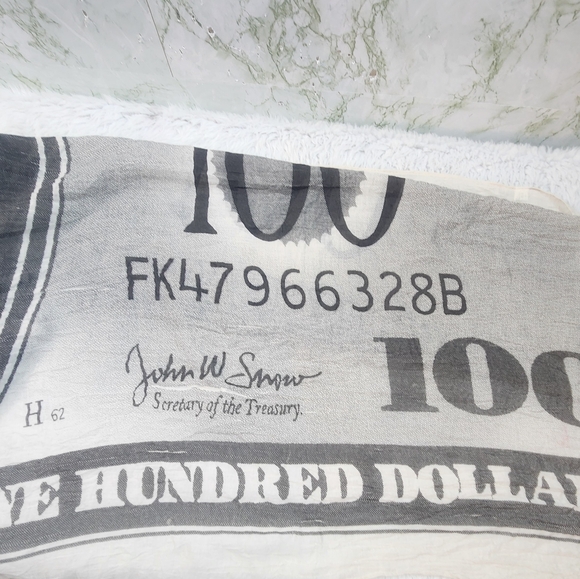 100
FK47966328B
John W Snow
Scretary of the Treasury.
100
H 62
NE HUNDRED DOLLA